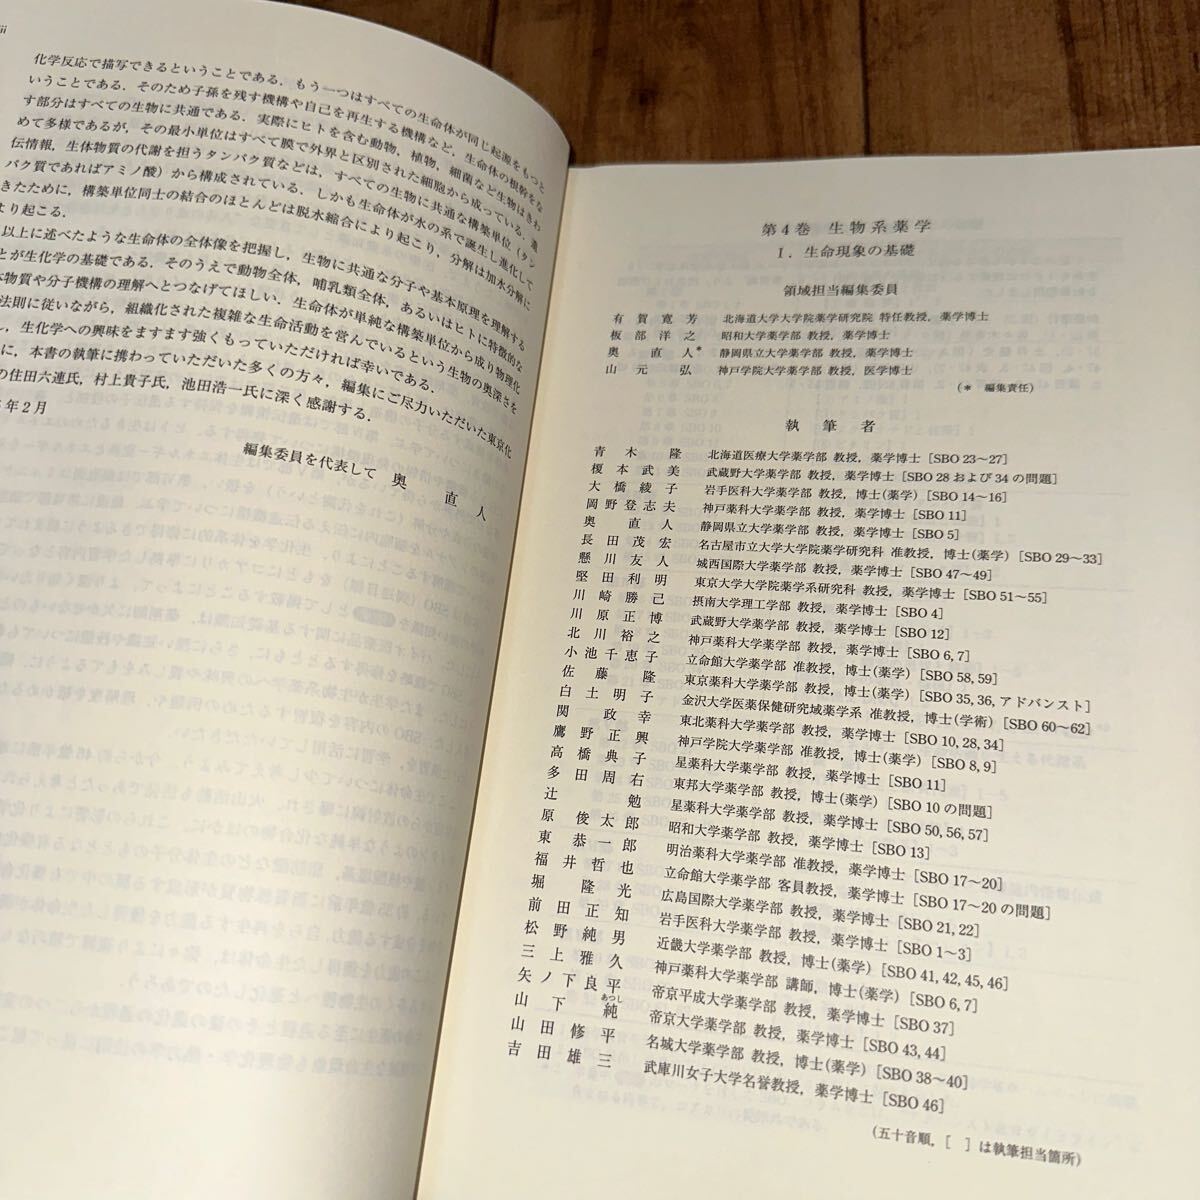 化学反応で描写できるということである．もう一つはすべての生命体が同じ起源をもつと
いうことである．そのため子孫を残す機構や自己を再生する機構など，生命体の根幹をな
す部分はすべての生物に共通である．実際にヒトを含む動物，植物，細菌など生物はきわ
めて多様であるが，その最小単位はすべて膜で外界と区別された細胞から成っている．遺
伝情報，生体物質の代謝を担うタンパク質などは，すべての生物に共通な構築単位（タン
パク質であればアミノ酸）から構成されている．しかも生命体が水の系で誕生し進化して
きたために，構築単位同士の結合のほとんどは脱水縮合により起こり，分解は加水分解に
より起こる．
以上に述べたような生命体の全体像を把握し，生物に共通な分子や基本原理を理解する
とが生化学の基礎である．そのうえで動物全体，哺乳類全体，あるいはヒトに特徴的な
物質や分子機構の理解へとつなげてほしい．生命体が単純な構築単位から成り物理化
法則に従いながら，組織化された複雑な生命活動を営んでいるという生物の奥深さを
し，生化学への興味をますます強くもっていただければ幸いである．
に，本書の執筆に携わっていただいた多くの方々，編集にご尽力いただいた東京化
の住田六連氏，村上貴子氏，池田浩一氏に深く感謝する．
年2月
編集委員を代表して 奥 直 人
第4巻 生物系薬学
Ⅰ．生命現象の基礎
領域担当編集委員
有賀寛芳 北海道大学大学院薬学研究院 特任教授，薬学博士
板部洋之 昭和大学薬学部 教授，薬学博士
奥 直人* 静岡県立大学薬学部 教授，薬学博士
山元 弘 神戸学院大学薬学部 教授，医学博士
（* 編集責任）
執筆者
青木 隆 北海道医療大学薬学部 教授，薬学博士［SBO 23～27］
榎本武美 武蔵野大学薬学部 教授，薬学博士［SBO 28 および 34 の問題］
大橋綾子 岩手医科大学薬学部 教授，博士(薬学)［SBO 14～16］
岡野登志夫 神戸薬科大学薬学部 教授，薬学博士［SBO 11］
奥 直人 静岡県立大学薬学部 教授，薬学博士［SBO 5］
長田茂宏 名古屋市立大学大学院薬学研究科 准教授，博士(薬学)［SBO 29～33］
懸川友人 城西国際大学薬学部 教授，薬学博士［SBO 47～49］
堅田利明 東京大学大学院薬学系研究科 教授，薬学博士［SBO 51～55］
川﨑勝己 摂南大学理工学部 教授，薬学博士［SBO 4］
川原正博 武蔵野大学薬学部 教授，薬学博士［SBO 12］
北川裕之 神戸薬科大学薬学部 教授，薬学博士［SBO 6, 7］
小池千恵子 立命館大学薬学部 准教授，博士(薬学)［SBO 58, 59］
佐藤 隆 東京薬科大学薬学部 教授，博士(薬学)［SBO 35, 36, アドバンスト］
白土明子 金沢大学医薬保健研究域薬学系 准教授，博士(学術)［SBO 60～62］
関 政幸 東北薬科大学薬学部 教授，薬学博士［SBO 10, 28, 34］
鷹野正興 神戸学院大学薬学部 准教授，博士(薬学)［SBO 8, 9］
高橋典子 星薬科大学薬学部 教授，薬学博士［SBO 11］
多田周右 東邦大学薬学部 教授，博士(薬学)［SBO 10 の問題］
辻 勉 星薬科大学薬学部 教授，薬学博士［SBO 50, 56, 57］
原 俊太郎 昭和大学薬学部 教授，薬学博士［SBO 13］
東 恭一郎 明治薬科大学薬学部 准教授，薬学博士［SBO 17～20］
福井哲也 立命館大学薬学部 客員教授，薬学博士［SBO 17～20 の問題］
堀 隆光 広島国際大学薬学部 教授，薬学博士［SBO 21, 22］
前田正知 岩手医科大学薬学部 教授，薬学博士［SBO 1～3］
松野純男 近畿大学薬学部 教授，博士(薬学)［SBO 41, 42, 45, 46］
三上雅久 神戸薬科大学薬学部 講師，博士(薬学)［SBO 6, 7］
矢ノ下良平 帝京平成大学薬学部 教授，薬学博士［SBO 37］
山下 純(あつし) 帝京大学薬学部 教授，薬学博士［SBO 43, 44］
山田修平 名城大学薬学部 教授，博士(薬学)［SBO 38～40］
吉田雄三 武庫川女子大学名誉教授，薬学博士［SBO 46］
（五十音順，［ ］は執筆担当箇所）